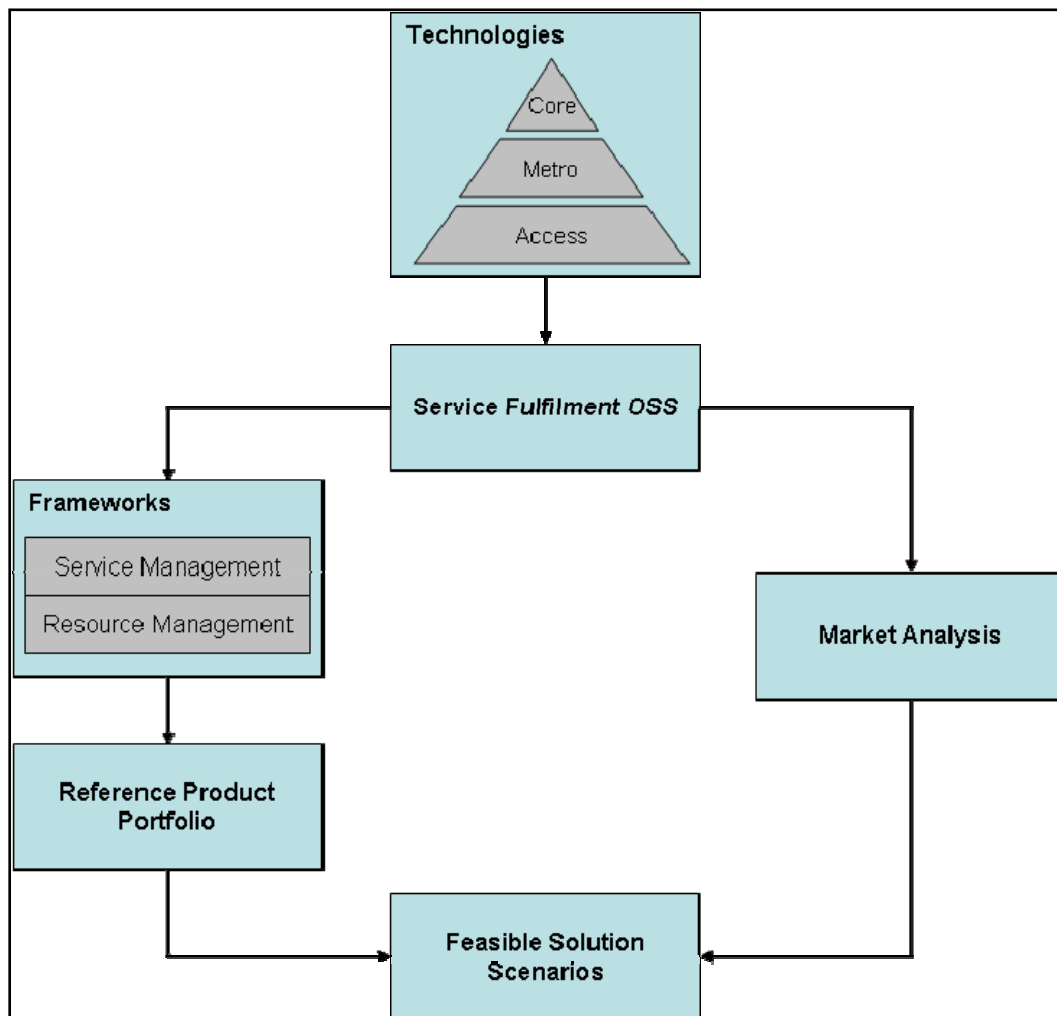 Technologies
Core
Metro
Access
Service Fulfilment OSS
Frameworks
Service Management
Resource Management
Market Analysis
Reference Product
Portfolio
Feasible Solution
Scenarios